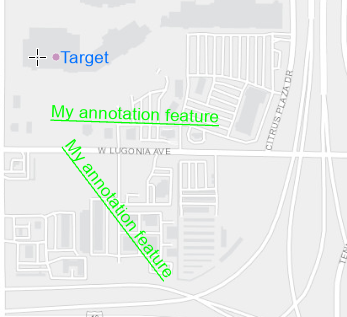 Target
My annotation feature
CITRUS PLAZA DR
W LUGONIA AVE
My annotation feature